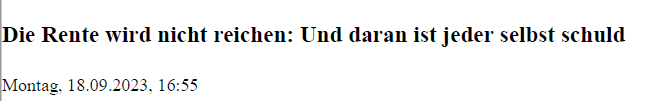 Die Rente wird nicht reichen: Und daran ist jeder selbst schuld
Montag, 18.09.2023, 16:55